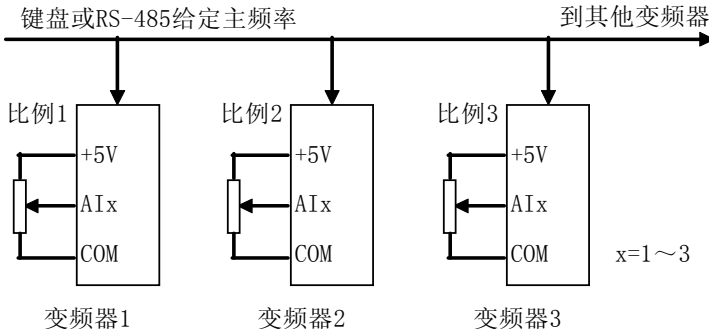 键盘或RS-485给定主频率
到其他变频器
比例1
比例2
比例3
+5V
+5V
+5V
AIx
AIx
AIx
COM
COM
COM
x=1～3
变频器1
变频器2
变频器3